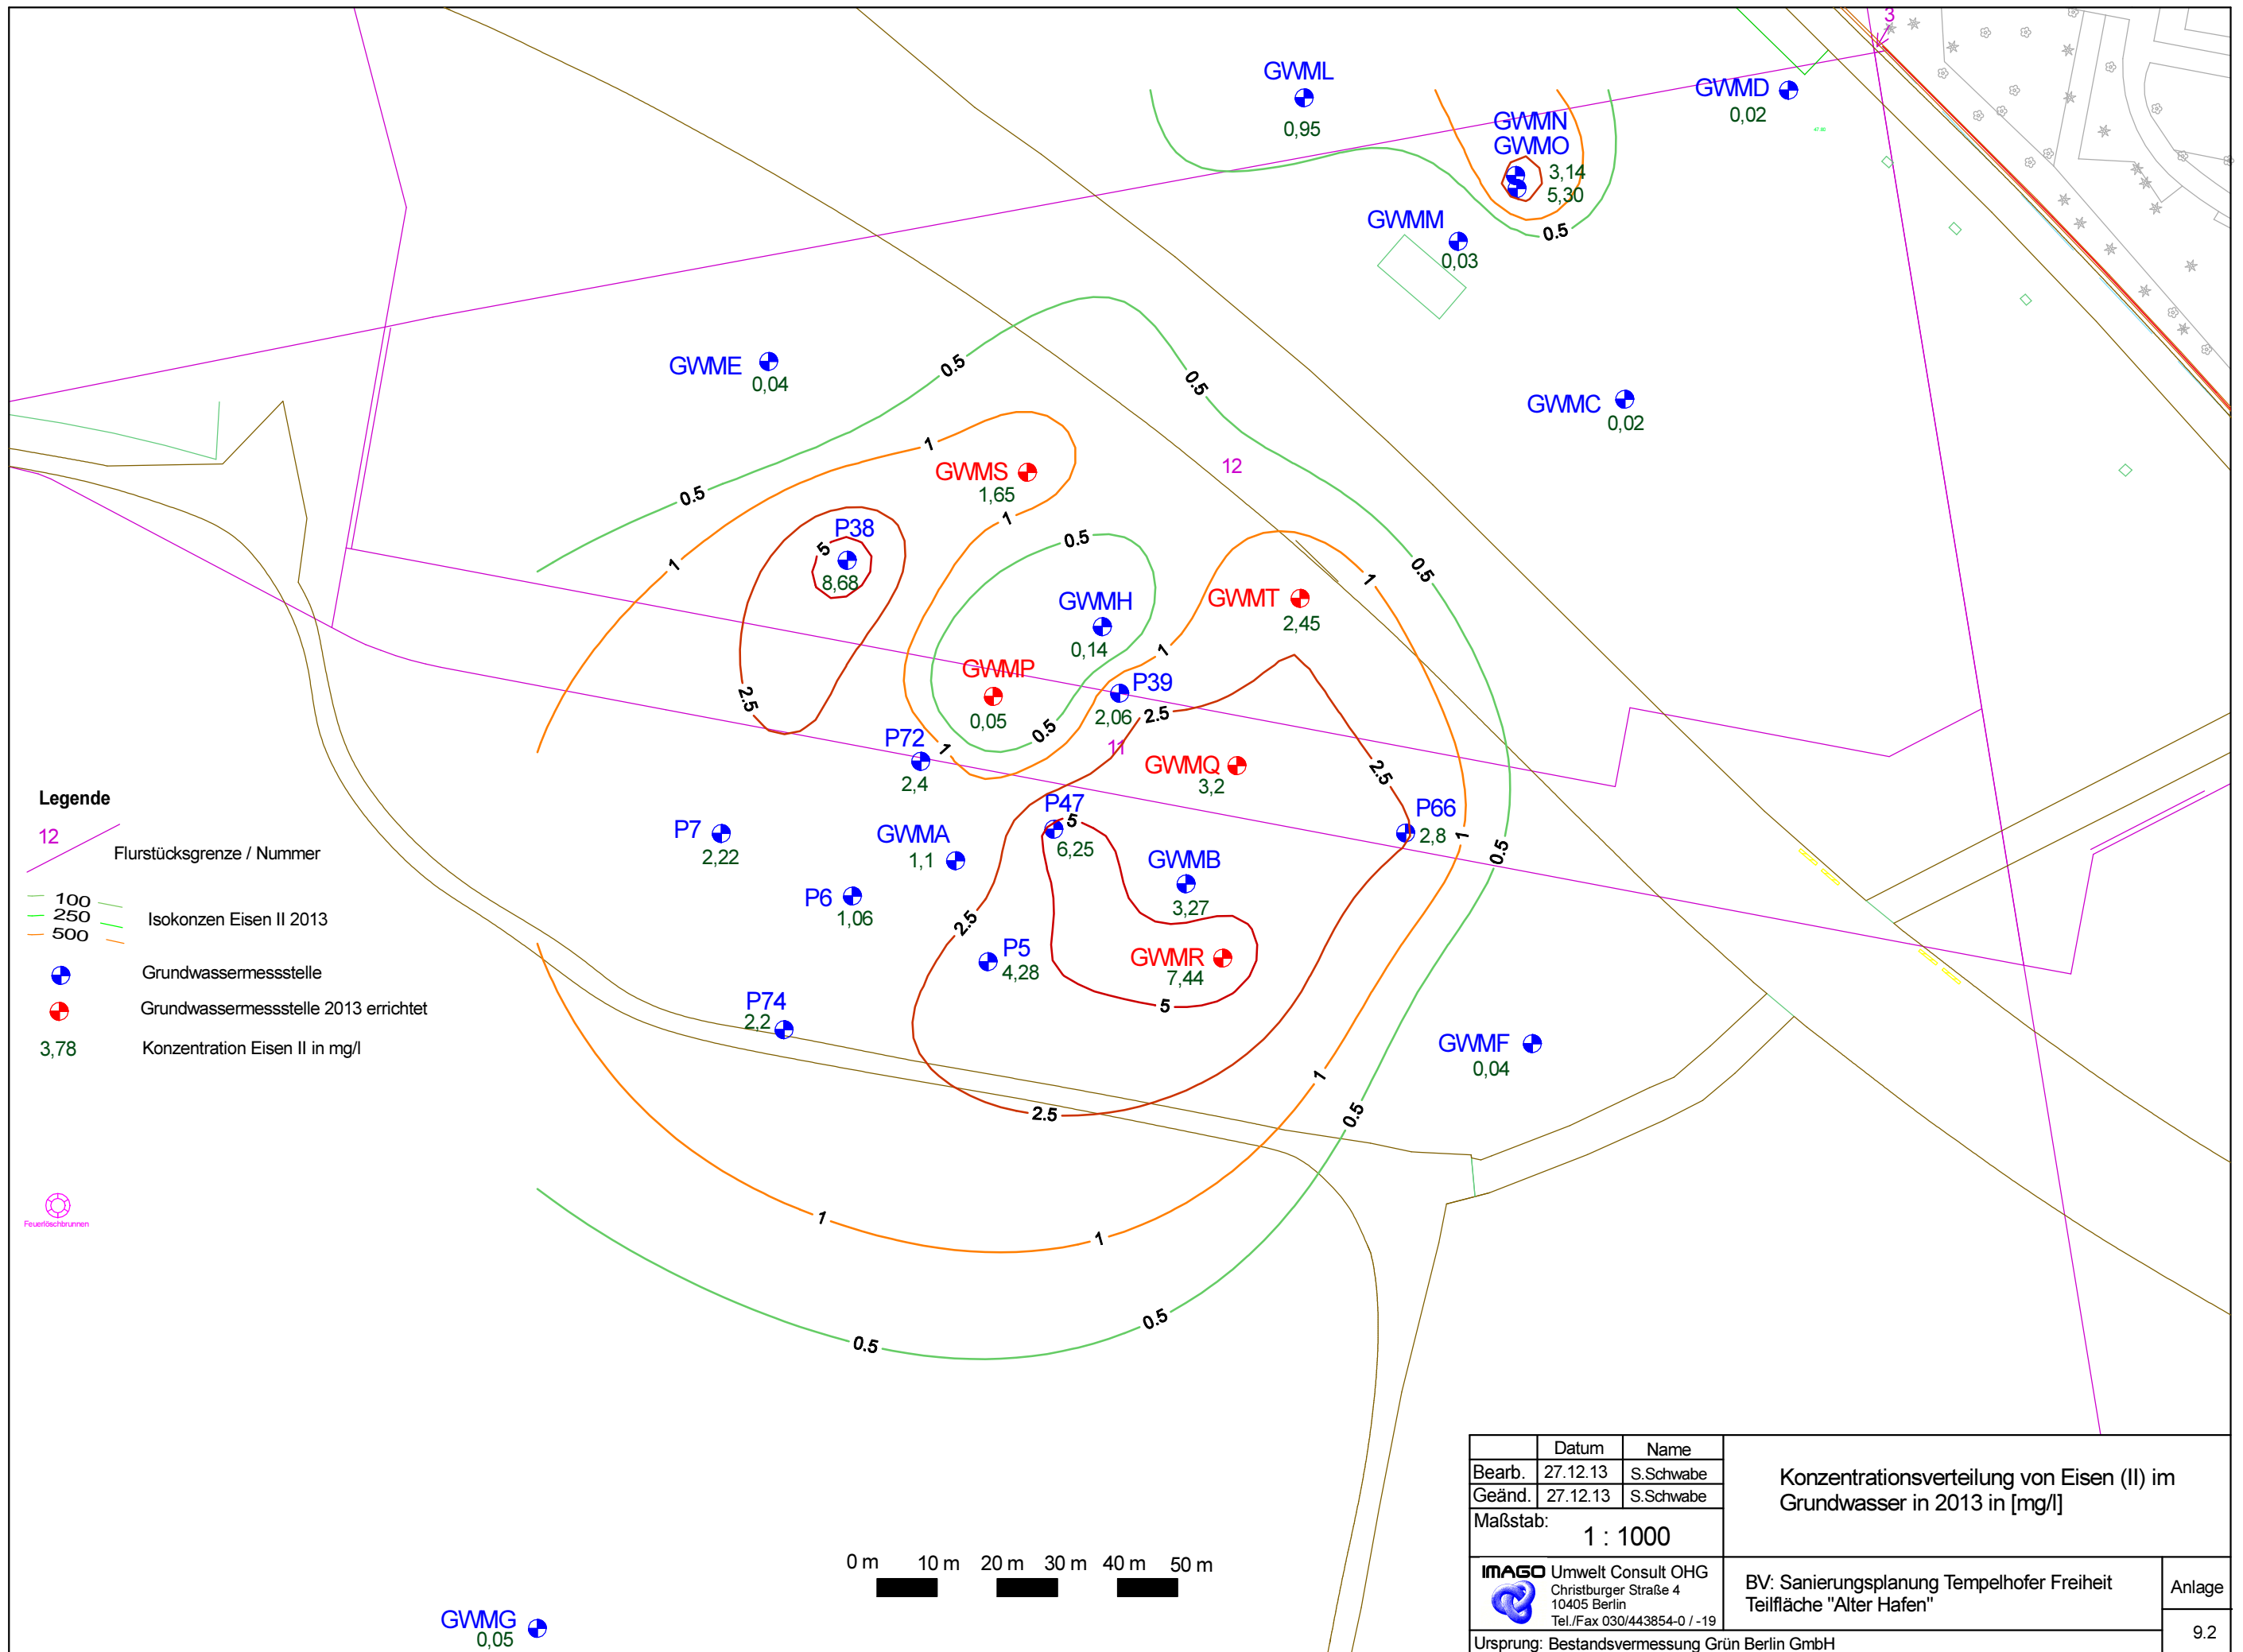 3
GWML
0,95
GWMD
0,02
47.80
GWMN
GWMO
3,14
5,30
GWMM
0,03
0.5
GWME
0,04
0.5
0.5
GWMC
0,02
12
1
GWMS
1,65
0.5
1
P38
5
8,68
0.5
1
0.5
1
GWMH
0,14
GWMT
2,45
1
GWMP
0,05
P39
2,06
2.5
2.5
0.5
11
P72
2,4
1
GWMQ
3,2
2.5
P47
5
6,25
P66
2,8
1
0.5
P7
2,22
GWMA
1,1
GWMB
3,27
P6
1,06
2.5
P5
4,28
GWMR
7,44
5
P74
2,2
GWMF
0,04
1
2.5
0.5
1
1
0.5
0.5
Legende
12
Flurstücksgrenze / Nummer
100
250
500
Isokonzen Eisen II 2013
Grundwassermessstelle
Grundwassermessstelle 2013 errichtet
3,78
Konzentration Eisen II in mg/l
Feuerlöschbrunnen
GWMG
0,05
0 m 10 m 20 m 30 m 40 m 50 m
Datum Name
Bearb. 27.12.13 S.Schwabe
Geänd. 27.12.13 S.Schwabe
Maßstab:
1 : 1000
Konzentrationsverteilung von Eisen (II) im
Grundwasser in 2013 in [mg/l]
IMAGO Umwelt Consult OHG
Christburger Straße 4
10405 Berlin
Tel./Fax 030/443854-0 / -19
BV: Sanierungsplanung Tempelhofer Freiheit
Teilfläche "Alter Hafen"
Anlage
9.2
Ursprung: Bestandsvermessung Grün Berlin GmbH